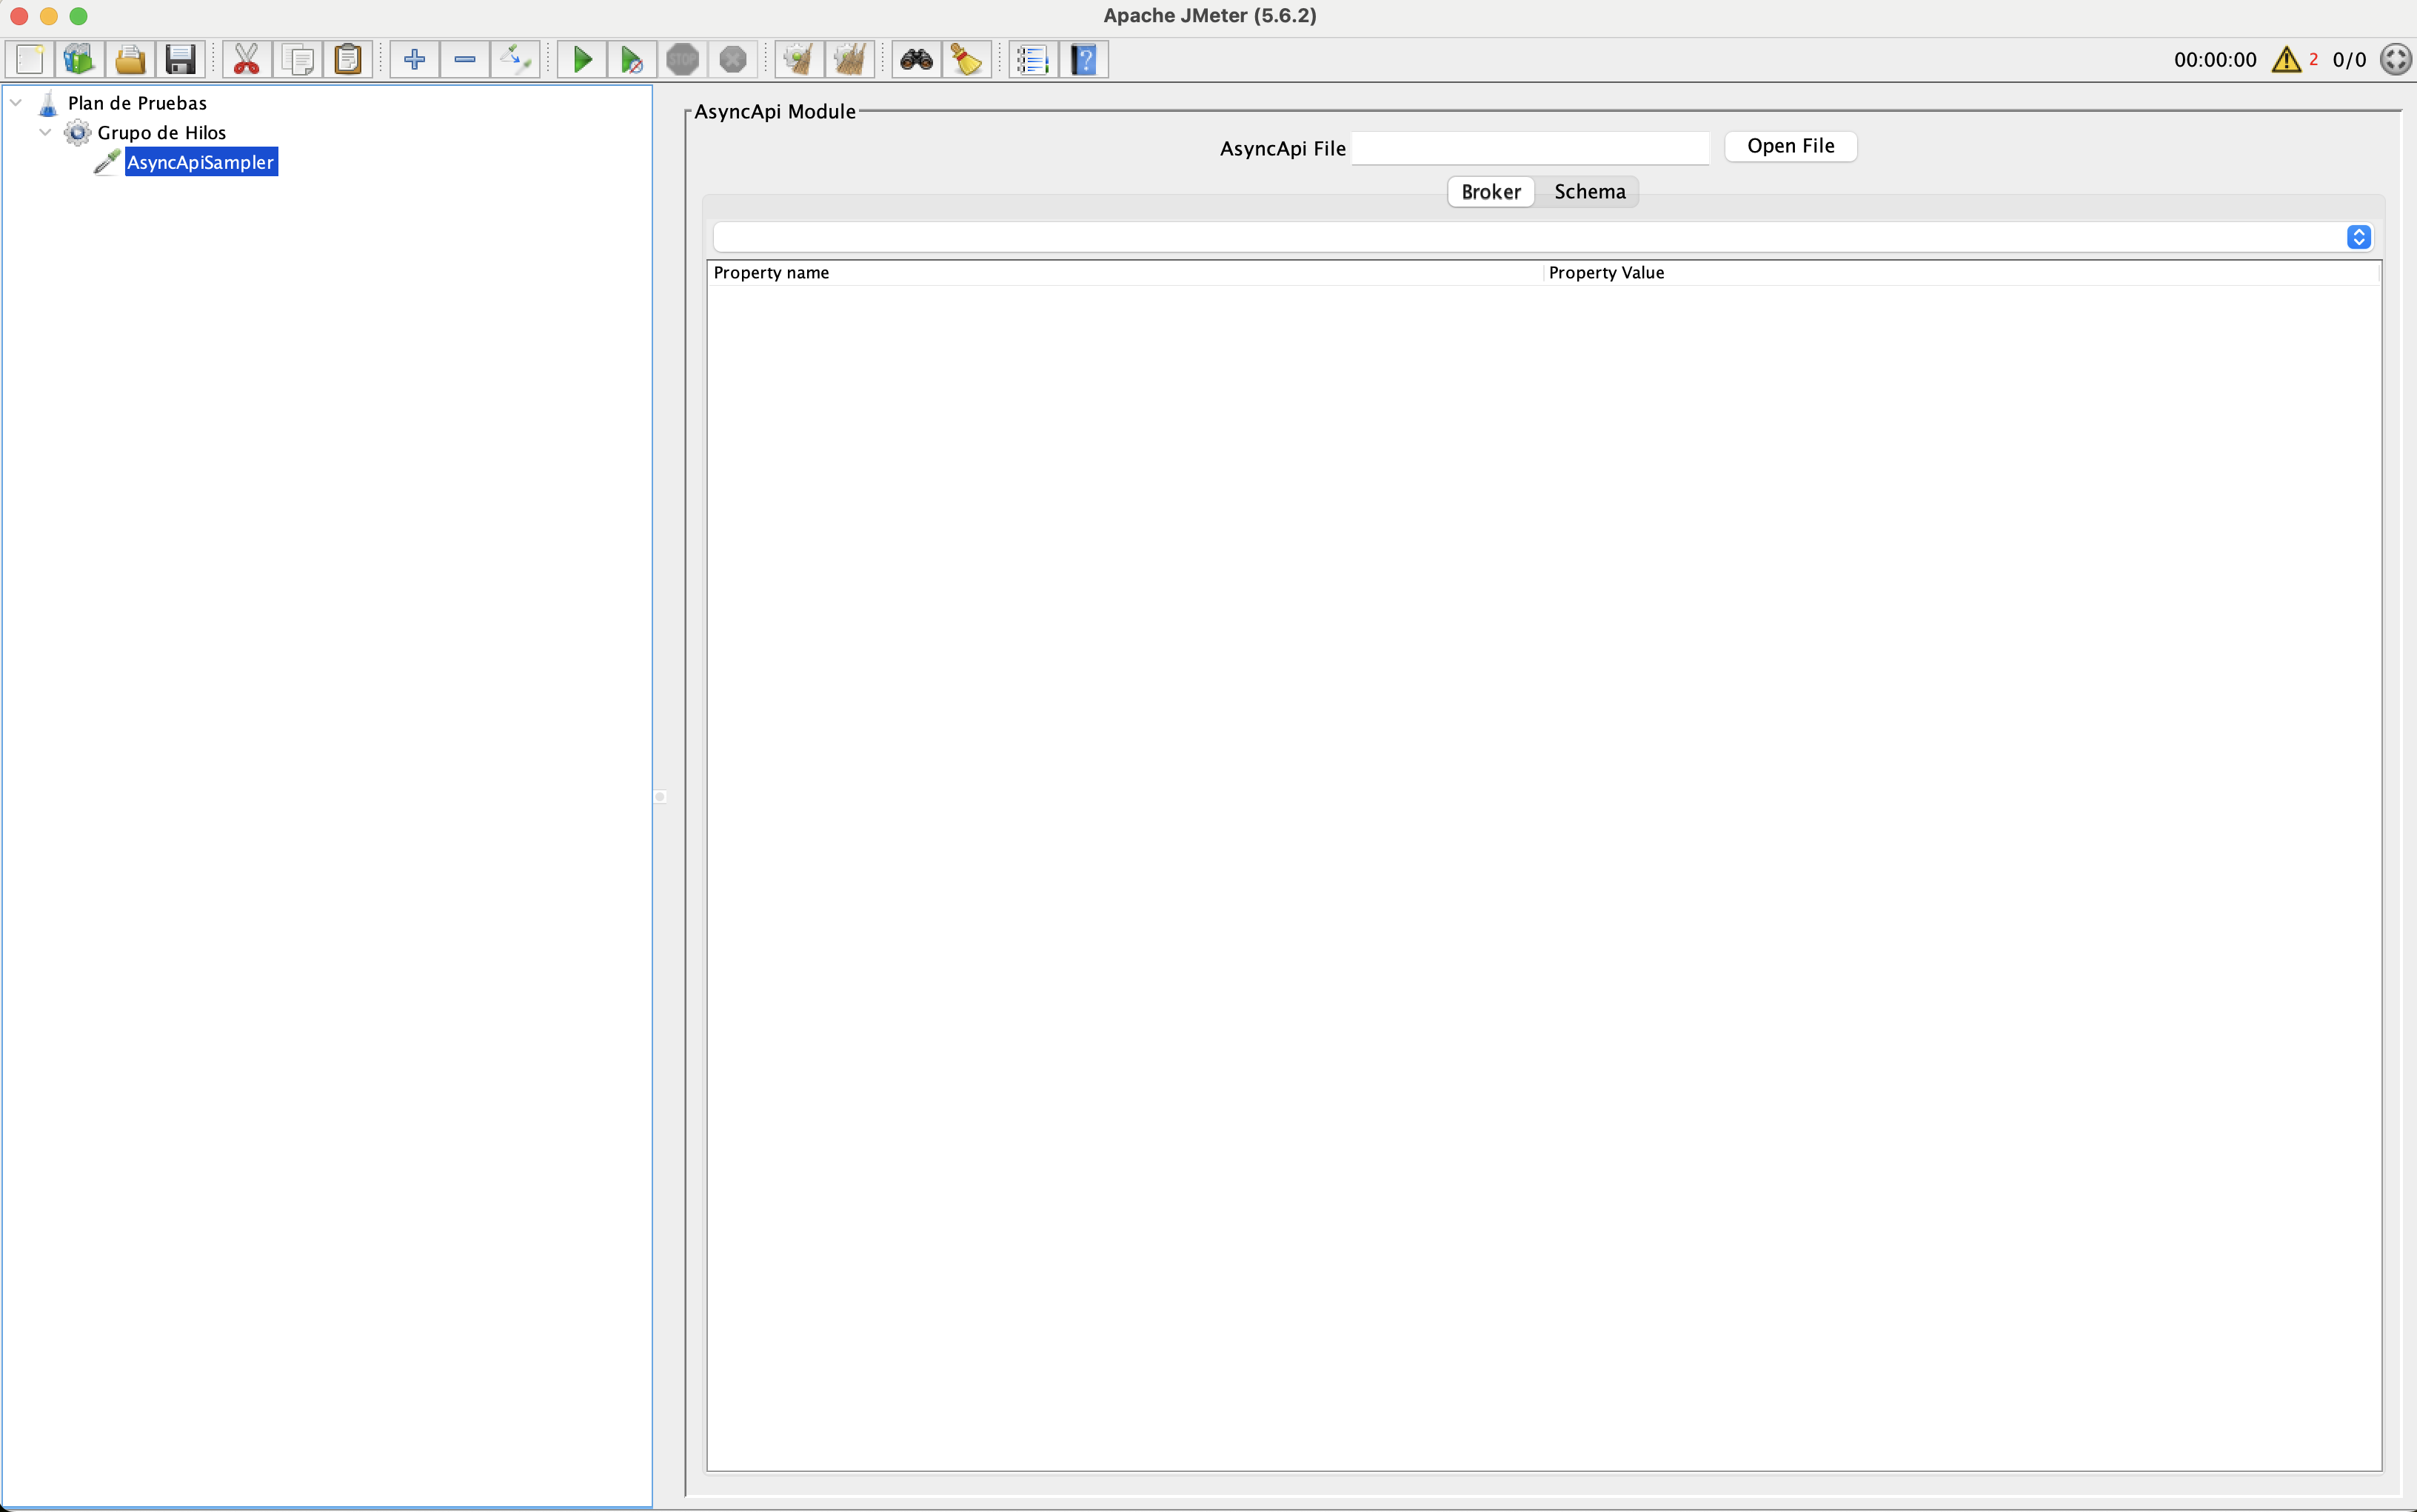 Apache JMeter (5.6.2)
STOP
00:00:00 2 0/0
Plan de Pruebas
Grupo de Hilos
AsyncApiSampler
AsyncApi Module
AsyncApi File
Open File
Broker Schema
Property name Property Value